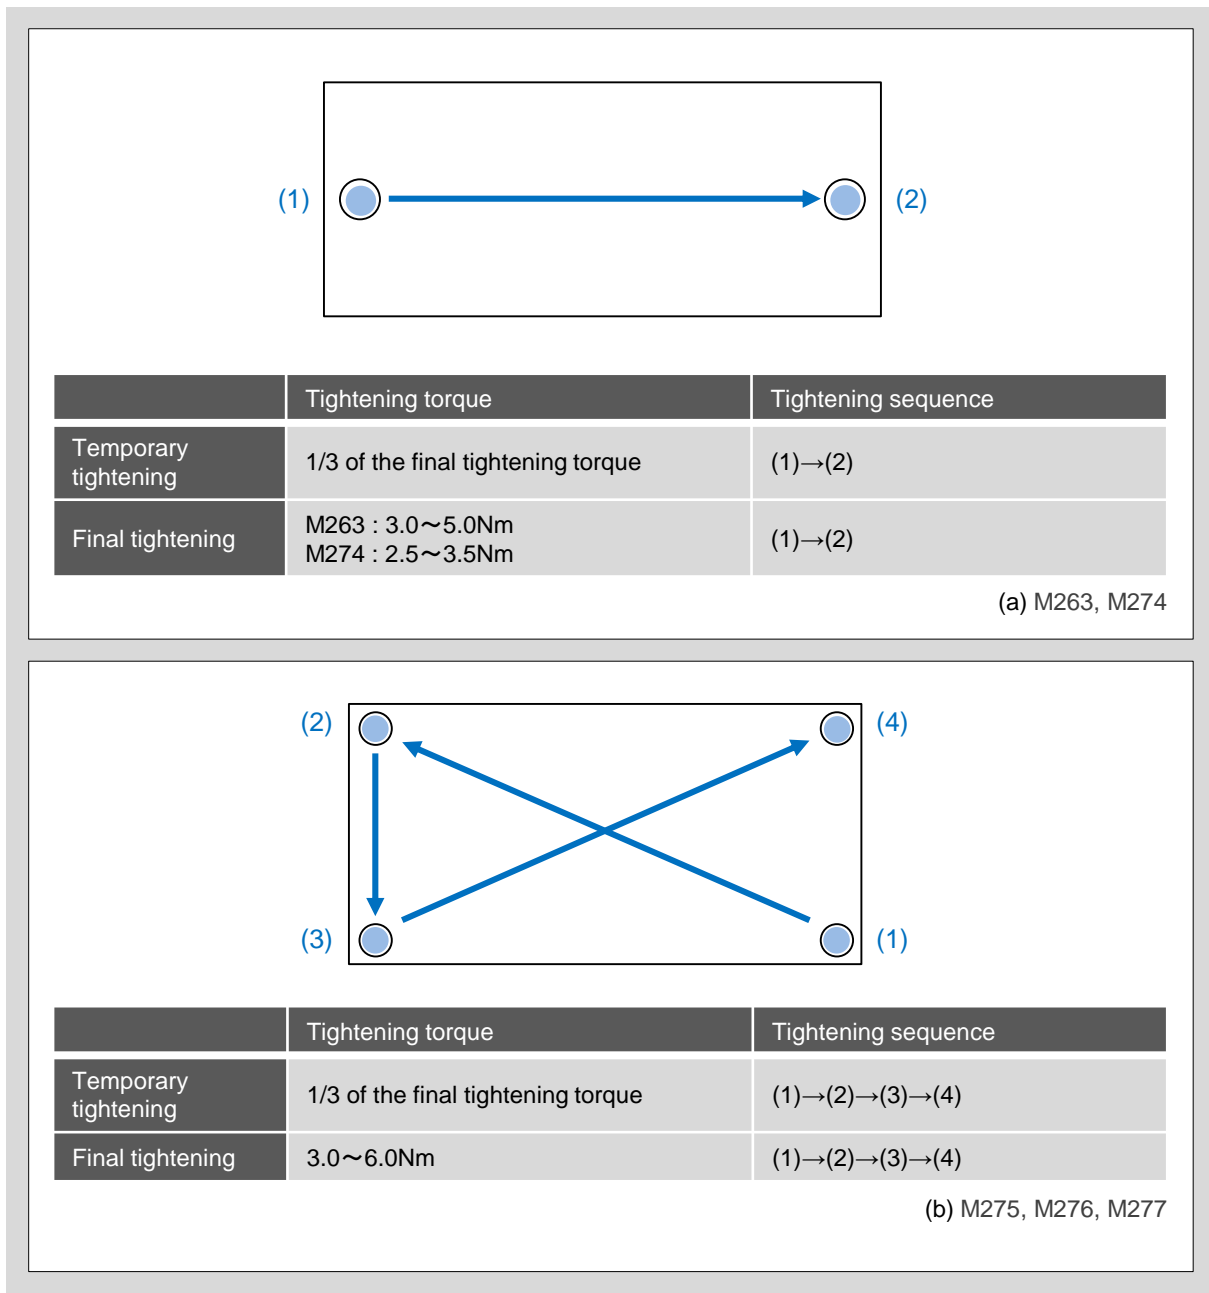 (1)
(2)
Tightening torque
Tightening sequence
Temporary
tightening
1/3 of the final tightening torque
(1)→(2)
Final tightening
M263 : 3.0～5.0Nm
M274 : 2.5～3.5Nm
(1)→(2)
(a) M263, M274
(2)
(4)
(3)
(1)
Tightening torque
Tightening sequence
Temporary
tightening
1/3 of the final tightening torque
(1)→(2)→(3)→(4)
Final tightening
3.0～6.0Nm
(1)→(2)→(3)→(4)
(b) M275, M276, M277